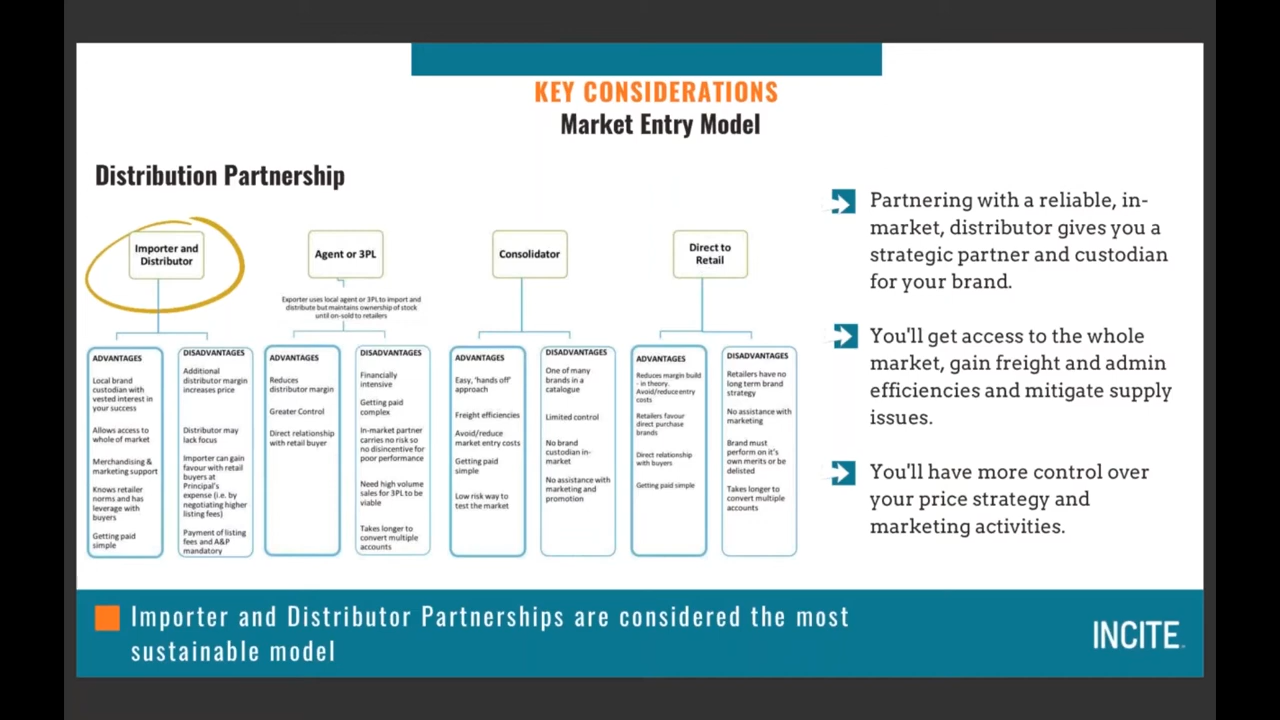 KEY CONSIDERATIONS
Market Entry Model
Distribution Partnership
Importer and
Distributor
ADVANTAGES
Local brand
custodian with
vested interest in
your success
Allows access to
whole of market
Merchandising &
marketing support
Knows retailer
norms and has
leverage with
buyers
Getting paid
simple
DISADVANTAGES
Additional
distributor margin
increases price
Distributor may
lack focus
Importer can gain
favour with retail
buyers at
Principal's
expense (i.e. by
negotiating higher
listing fees)
Payment of listing
fees and A&P
mandatory
Agent or 3PL
Exporter uses local agent or 3PL to import and
distribute but maintains ownership of stock
until on-sold to retailers
ADVANTAGES
Reduces
distributor margin
Greater Control
Direct relationship
with retail buyer
DISADVANTAGES
Financially
intensive
Getting paid
complex
In-market partner
carries no risk so
no disincentive for
poor performance
Need high volume
sales for 3PL to be
viable
Takes longer to
convert multiple
accounts
Consolidator
ADVANTAGES
Easy, 'hands off'
approach
Freight efficiencies
Avoid/reduce
market entry costs
Getting paid
simple
Low risk way to
test the market
DISADVANTAGES
One of many
brands in a
catalogue
Limited control
No brand
custodian in-
market
No assistance with
marketing and
promotion
Direct to
Retail
ADVANTAGES
Reduces margin build
- in theory.
Avoid/reduce entry
costs
Retailers favour
direct purchase
brands
Direct relationship
with buyers
Getting paid simple
DISADVANTAGES
Retailers have no
long term brand
strategy
No assistance with
marketing
Brand must
perform on it's
own merits or be
delisted
Takes longer to
convert multiple
accounts
Partnering with a reliable, in-
market, distributor gives you a
strategic partner and custodian
for your brand.
You'll get access to the whole
market, gain freight and admin
efficiencies and mitigate supply
issues.
You'll have more control over
your price strategy and
marketing activities.
Importer and Distributor Partnerships are considered the most
sustainable model
INCITE